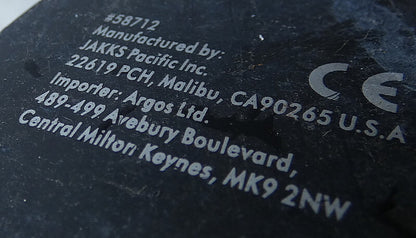 #58712
Manufactured by:
JAKKS Pacific Inc.
22619 PCH, Malibu, CA90265 U.S.A
Importer: Argos Ltd.
489-499 Avebury Boulevard,
Central Milton Keynes, MK9 2NW
CE